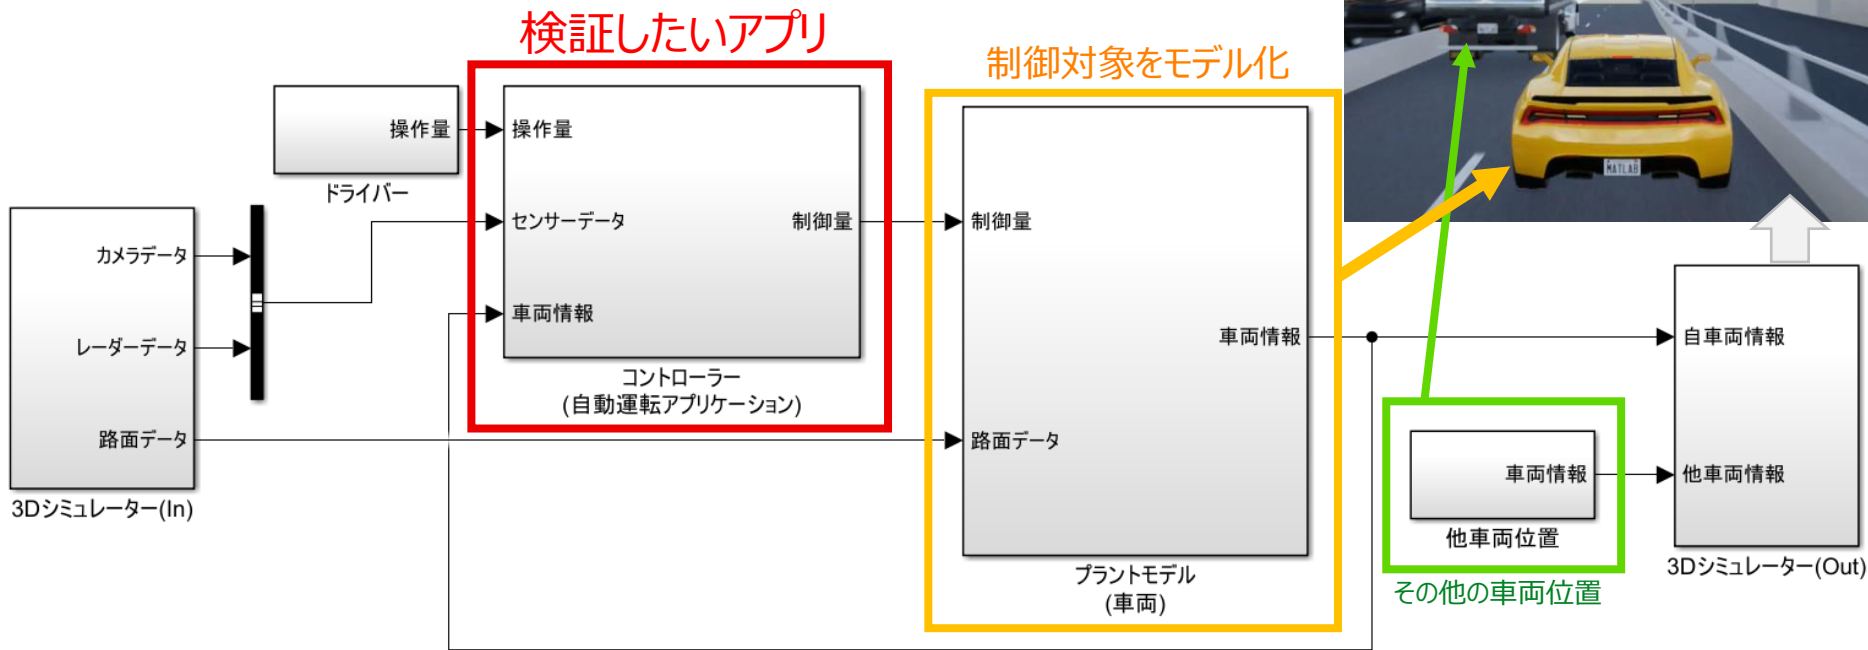 検証したいアプリ
制御対象をモデル化
操作量
ドライバー
カメラデータ
レーダーデータ
路面データ
3Dシミュレーター(In)
操作量
センサーデータ
車両情報
制御量
コントローラー
(自動運転アプリケーション)
制御量
路面データ
車両情報
プラントモデル
(車両)
車両情報
他車両位置
その他の車両位置
自車両情報
他車両情報
3Dシミュレーター(Out)
MATLAB